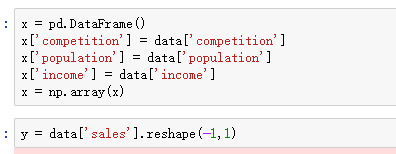 : x = pd.DataFrame()
x['competition'] = data['competition']
x['population'] = data['population']
x['income'] = data['income']
x = np.array(x)
: y = data['sales'].reshape(-1,1)